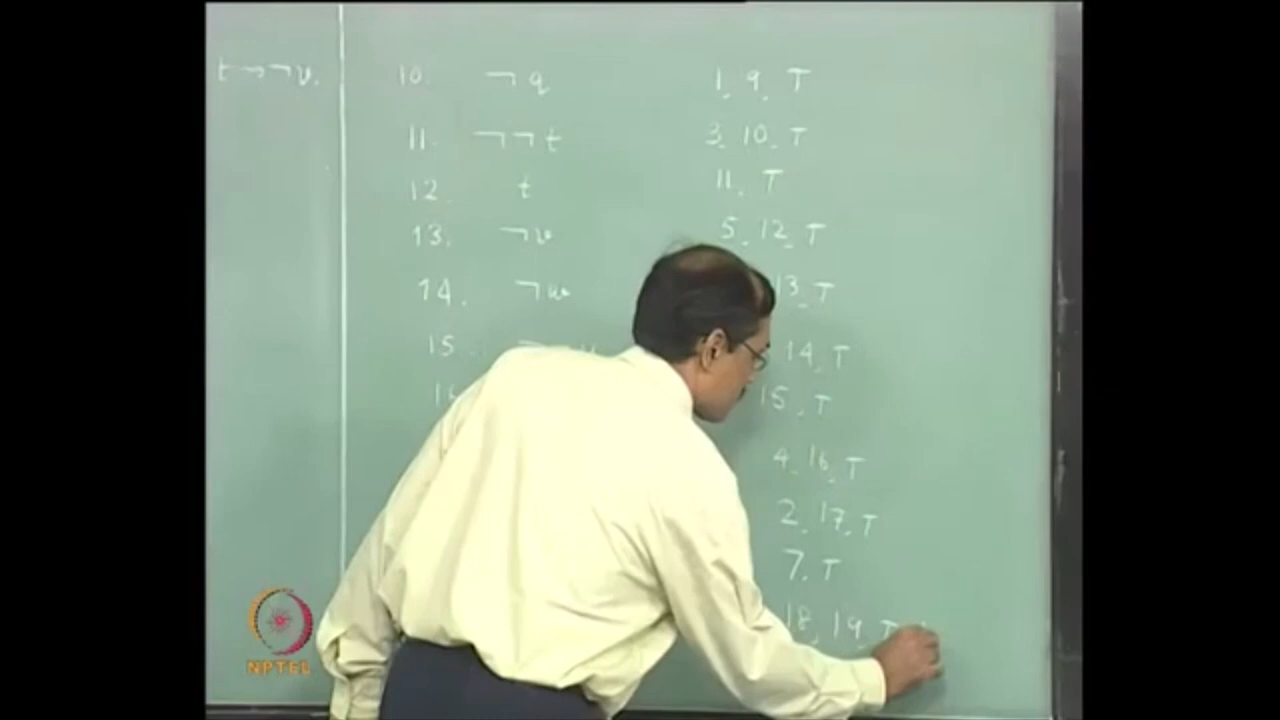 t → ¬v.
10. ¬q 1, 9, T
11. ¬¬t 3, 10, T
12. t 11, T
13. ¬v 5, 12, T
14. 13, T
15. 14, T
15, T
4, 16, T
2, 17, T
7, T
18, 19, T
NPTEL